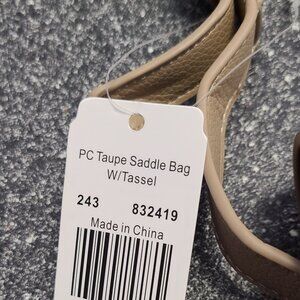 PC Taupe Saddle Bag
W/Tassel
243 832419
Made in China